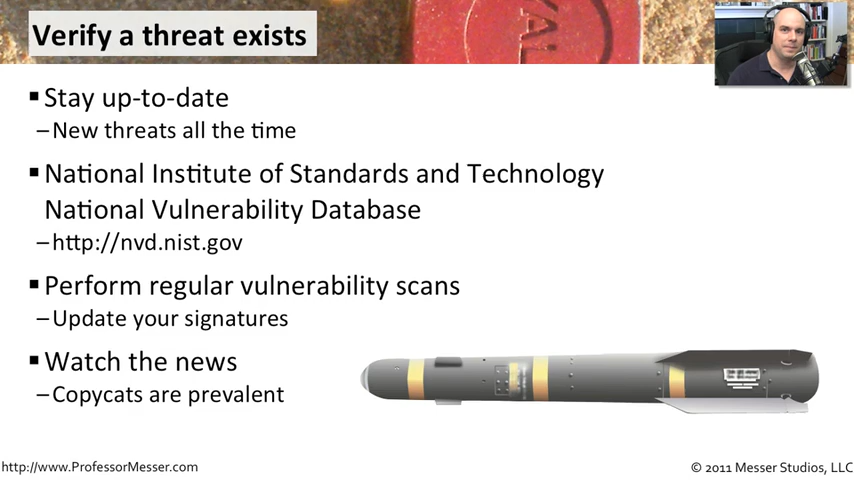 Verify a threat exists
VAL
▪ Stay up-to-date
–New threats all the time
▪ National Institute of Standards and Technology
National Vulnerability Database
–http://nvd.nist.gov
▪ Perform regular vulnerability scans
–Update your signatures
▪ Watch the news
–Copycats are prevalent
http://www.ProfessorMesser.com
© 2011 Messer Studios, LLC